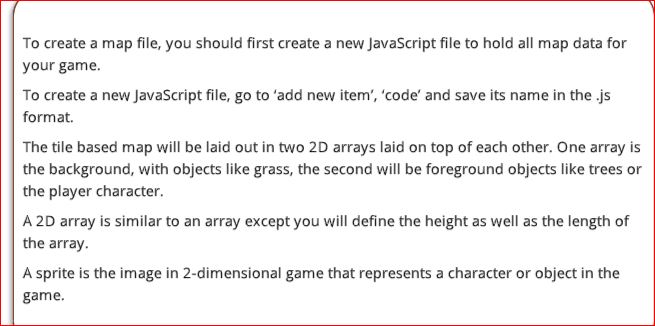 To create a map file, you should first create a new JavaScript file to hold all map data for
your game.
To create a new JavaScript file, go to ‘add new item’, ‘code’ and save its name in the .js
format.
The tile based map will be laid out in two 2D arrays laid on top of each other. One array is
the background, with objects like grass, the second will be foreground objects like trees or
the player character.
A 2D array is similar to an array except you will define the height as well as the length of
the array.
A sprite is the image in 2-dimensional game that represents a character or object in the
game.